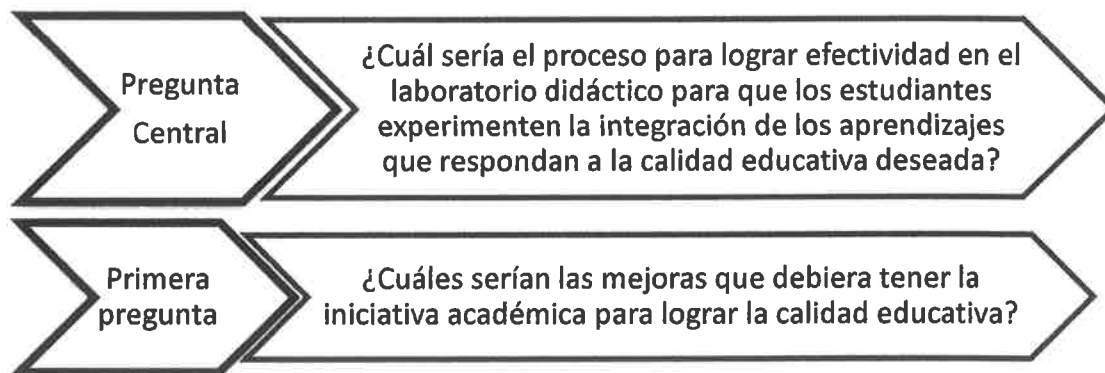 Pregunta
Central
¿Cuál sería el proceso para lograr efectividad en el
laboratorio didáctico para que los estudiantes
experimenten la integración de los aprendizajes
que respondan a la calidad educativa deseada?
Primera
pregunta
¿Cuáles serían las mejoras que debiera tener la
iniciativa académica para lograr la calidad educativa?